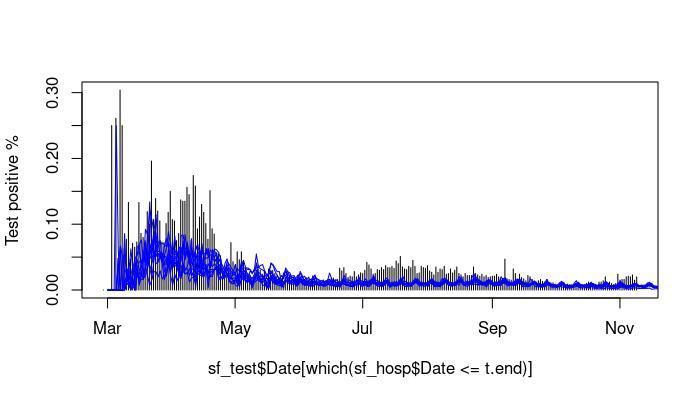 Test positive %
0.30
0.20
0.10
0.00
Mar May Jul Sep Nov
sf_test$Date[which(sf_hosp$Date <= t.end)]